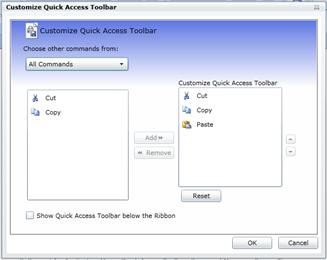 Customize Quick Access Toolbar
Customize Quick Access Toolbar
Choose other commands from:
All Commands
Customize Quick Access Toolbar
Cut
Copy
Cut
Copy
Paste
Add
Remove
Reset
Show Quick Access Toolbar below the Ribbon
OK
Cancel